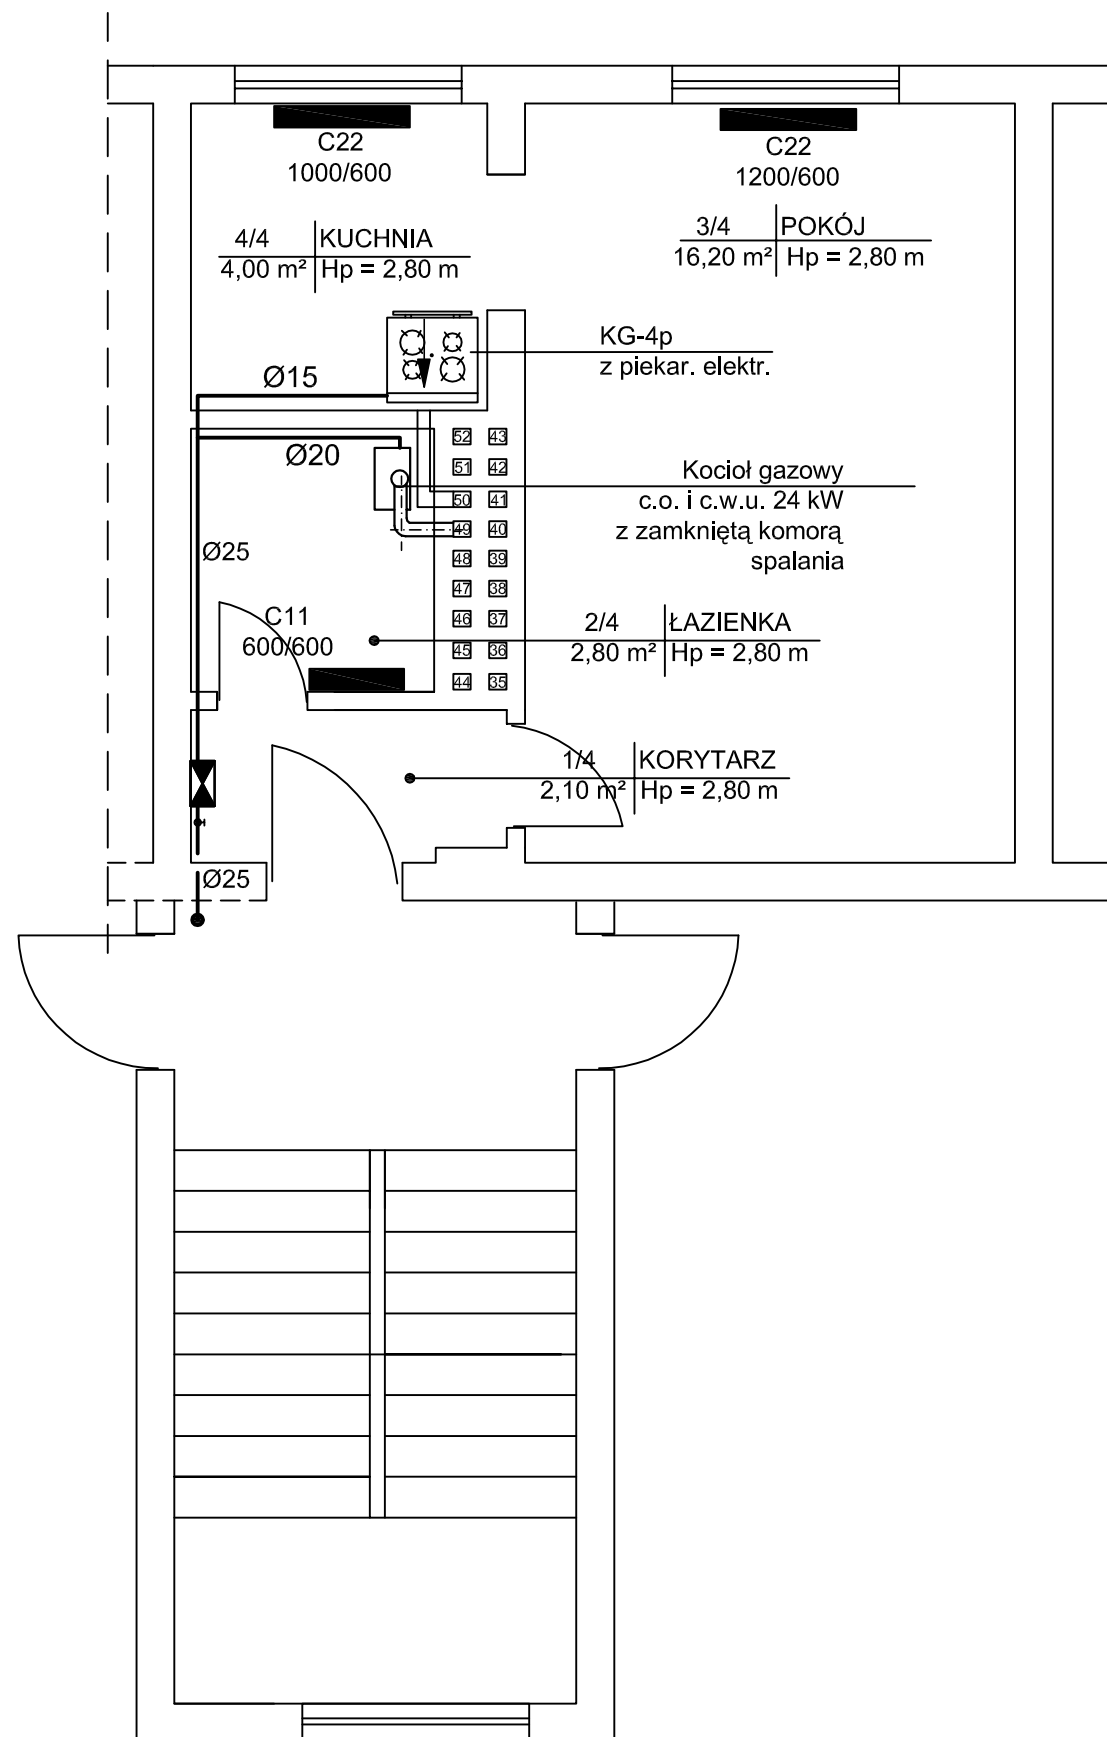 C22
1000/600
C22
1200/600
4/4 KUCHNIA
4,00 m² Hp = 2,80 m
3/4 POKÓJ
16,20 m² Hp = 2,80 m
KG-4p
z piekar. elektr.
Ø15
Ø20
52 43
51 42
50 41
49 40
48 39
47 38
46 37
45 36
44 35
Kocioł gazowy
c.o. i c.w.u. 24 kW
z zamkniętą komorą
spalania
Ø25
C11
600/600
2/4 ŁAZIENKA
2,80 m² Hp = 2,80 m
1/4 KORYTARZ
2,10 m² Hp = 2,80 m
Ø25